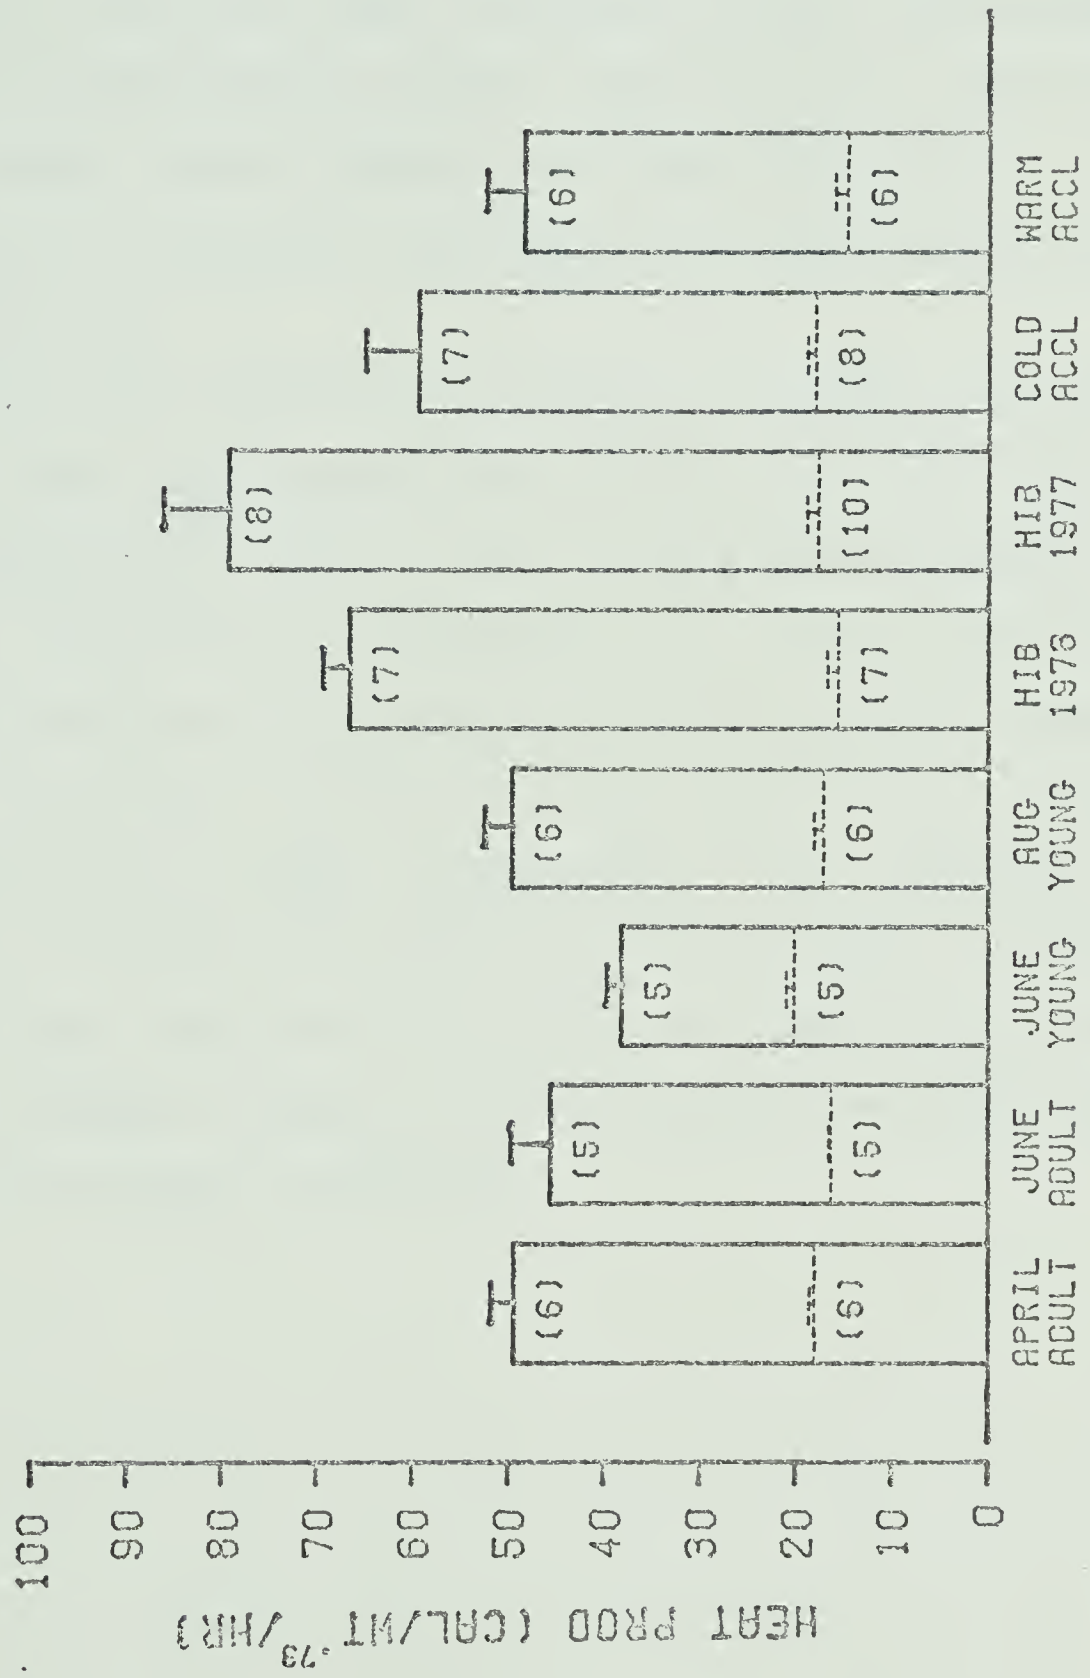 HEAT PROD (CAL/WT.73/HR)
100
90
80
70
60
50
40
30
20
10
0
(6)
(6)
(5)
(5)
(5)
(5)
(6)
(6)
(7)
(7)
(8)
(10)
(7)
(8)
(6)
(6)
APRIL
ADULT
JUNE
ADULT
JUNE
YOUNG
AUG
YOUNG
HIB
1976
HIB
1977
COLD
ACCL
WARM
ACCL